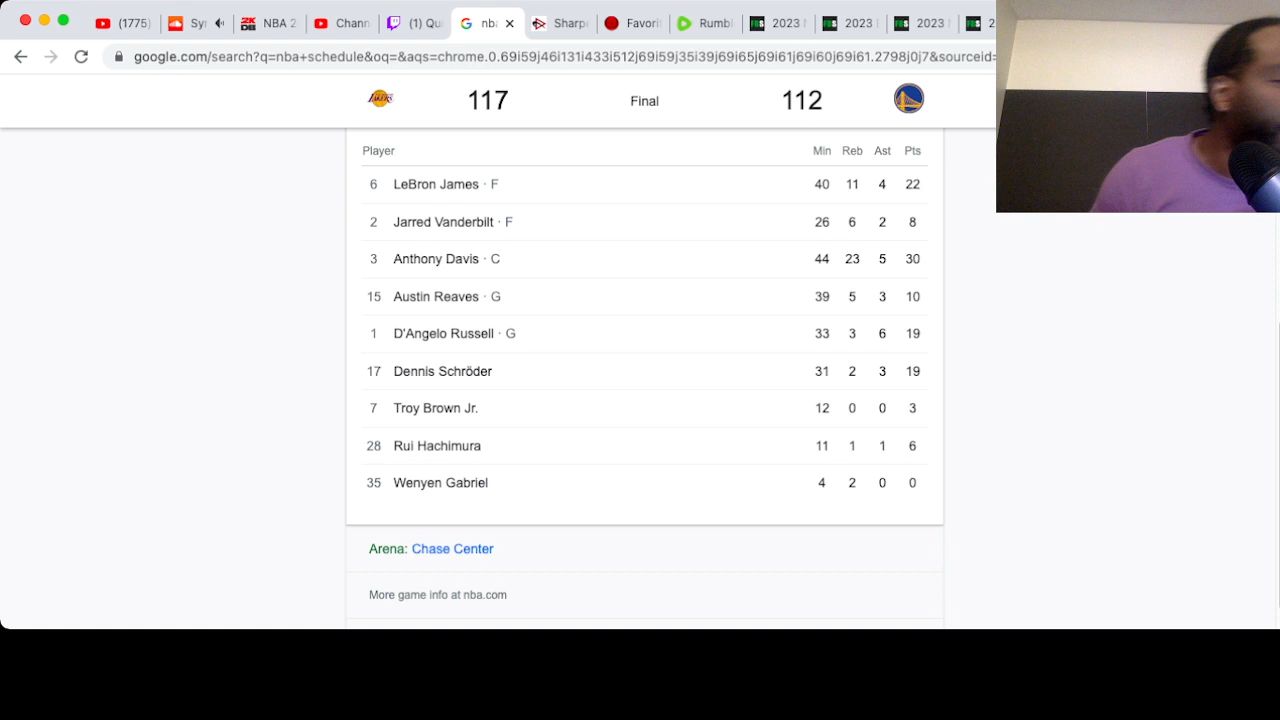 (1775) Sy NBA 2 Chann (1) Qu nba Sharpe Favori Rumbl 2023 2023 2023 2
google.com/search?q=nba+schedule&oq=&aqs=chrome.0.69i59j46i131i433i512j69i59j35i39j69i65j69i61j69i60j69i61.2798j0j7&sourceid=
LAKERS 117 Final 112
Player Min Reb Ast Pts
6 LeBron James · F 40 11 4 22
2 Jarred Vanderbilt · F 26 6 2 8
3 Anthony Davis · C 44 23 5 30
15 Austin Reaves · G 39 5 3 10
1 D'Angelo Russell · G 33 3 6 19
17 Dennis Schröder 31 2 3 19
7 Troy Brown Jr. 12 0 0 3
28 Rui Hachimura 11 1 1 6
35 Wenyen Gabriel 4 2 0 0
Arena: Chase Center
More game info at nba.com